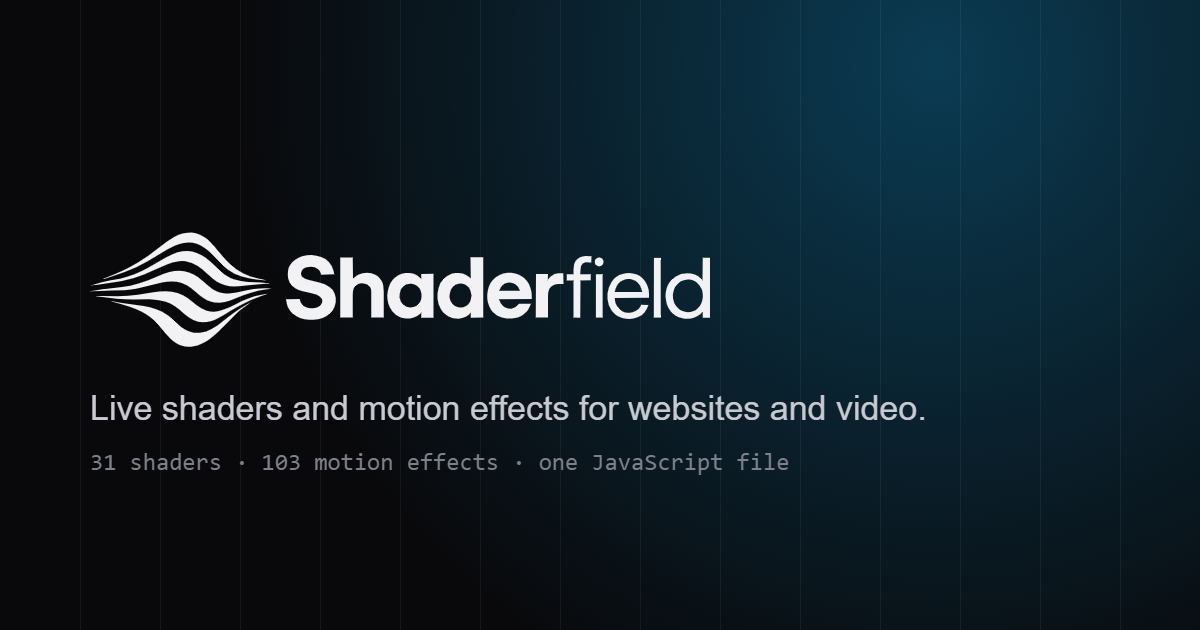 Shaderfield
Live shaders and motion effects for websites and video.
31 shaders · 103 motion effects · one JavaScript file